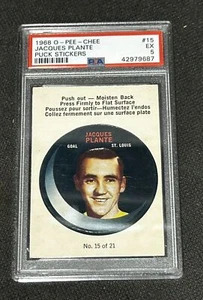 1968 O - PEE - CHEE #15
JACQUES PLANTE EX
PUCK STICKERS 5
PSA 42979687
Push out — Moisten Back
Press Firmly to Flat Surface
Poussez pour sortir—Humectez l'endos
Collez fermement sur une surface plate
JACQUES
PLANTE
GOAL ST. LOUIS
No. 15 of 21